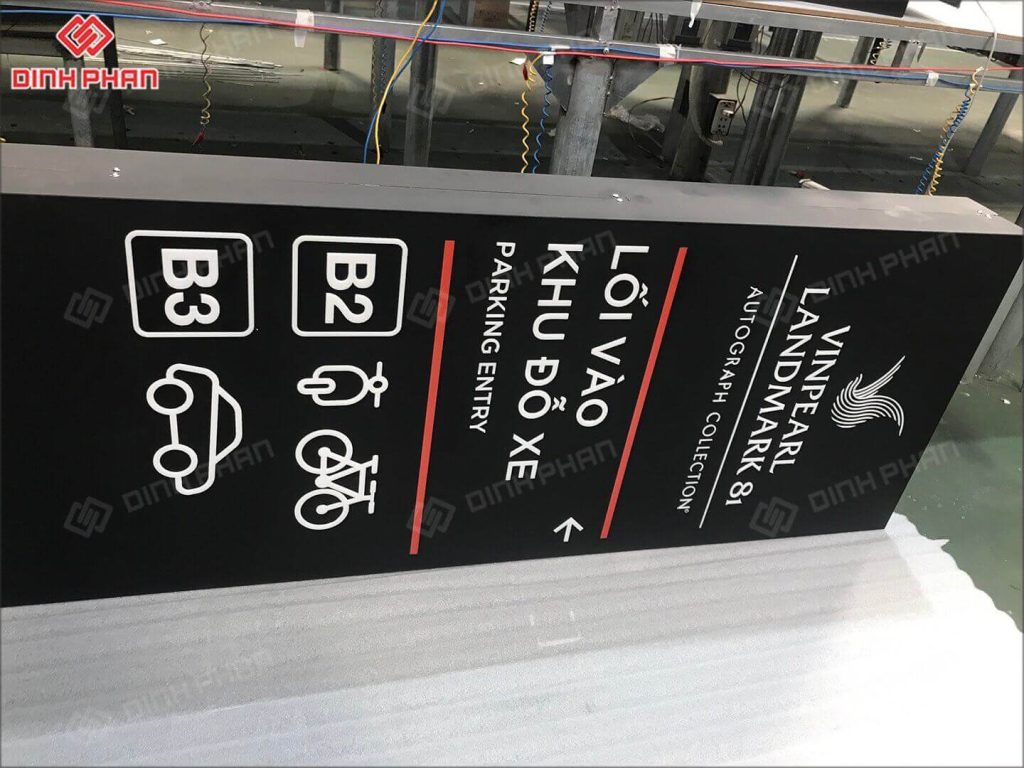 DINH PHAN
VINPEARL
LANDMARK 81
AUTOGRAPH COLLECTION®
LỐI VÀO
KHU ĐỖ XE
PARKING ENTRY
B2
B3